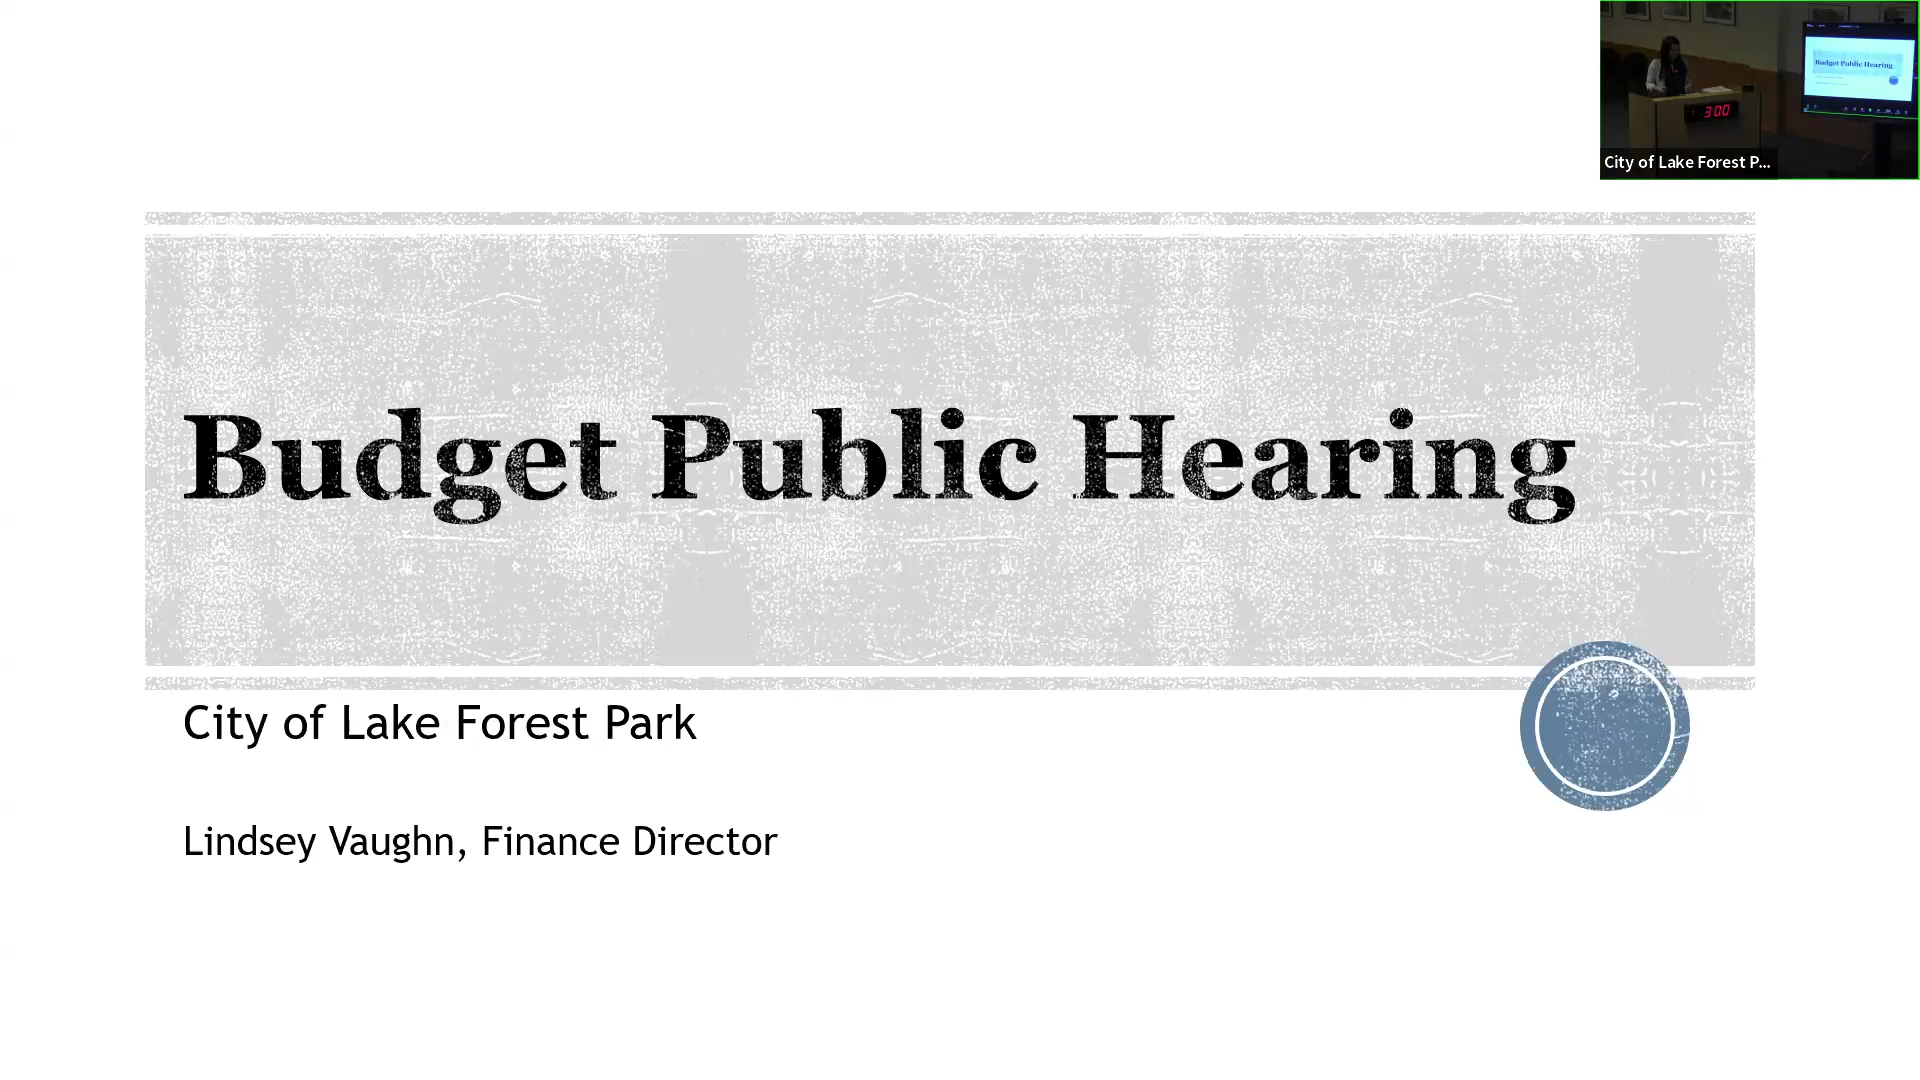 3:00
Budget Public Hearing
City of Lake Forest P...
Budget Public Hearing
City of Lake Forest Park
Lindsey Vaughn, Finance Director